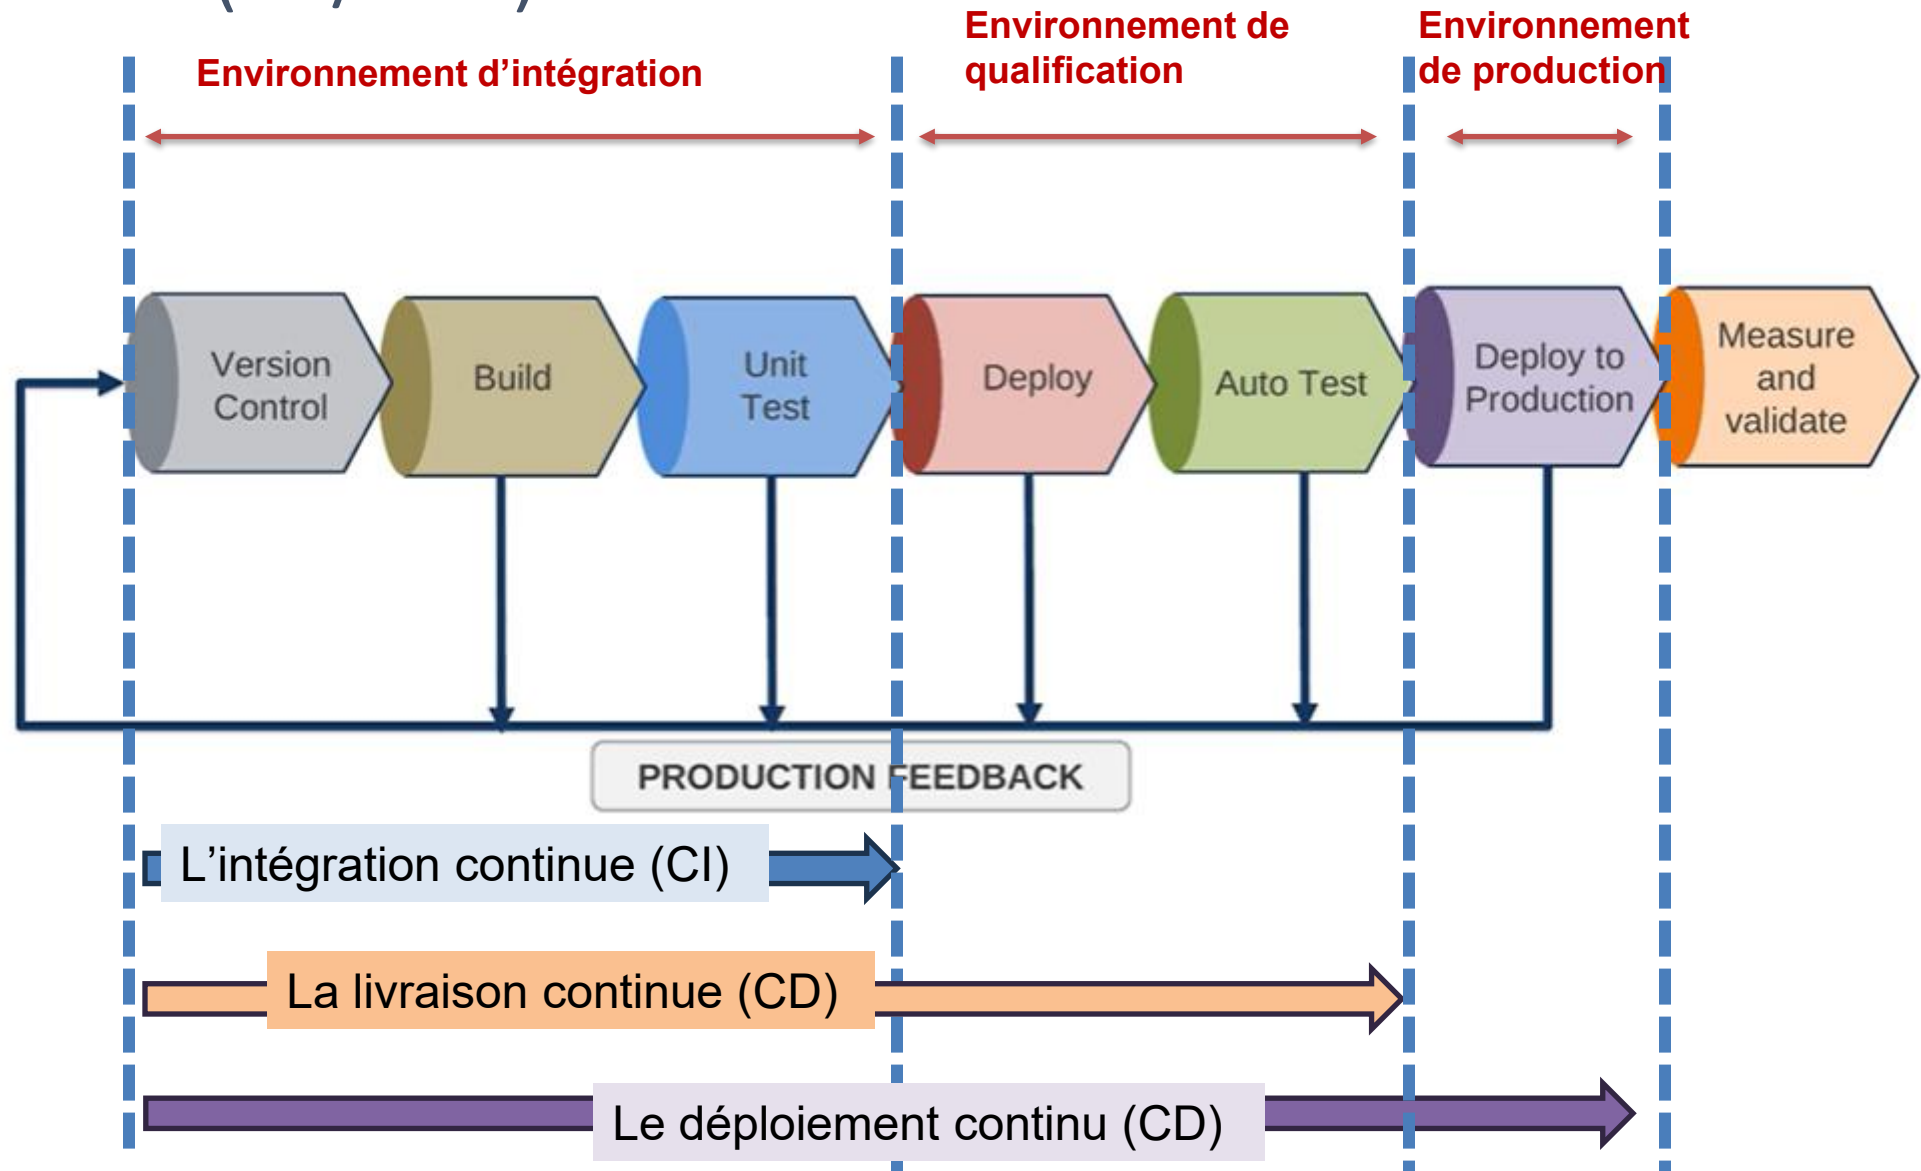 Environnement d’intégration
Environnement de
qualification
Environnement
de production
Version
Control
Build
Unit
Test
Deploy
Auto Test
Deploy to
Production
Measure
and
validate
PRODUCTION FEEDBACK
L’intégration continue (CI)
La livraison continue (CD)
Le déploiement continu (CD)